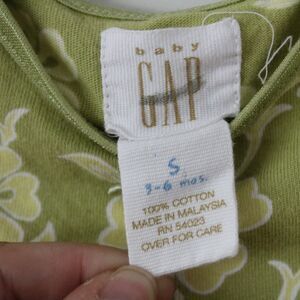 baby
GAP
S
3-6 mos.
100% COTTON
MADE IN MALAYSIA
RN 54023
OVER FOR CARE